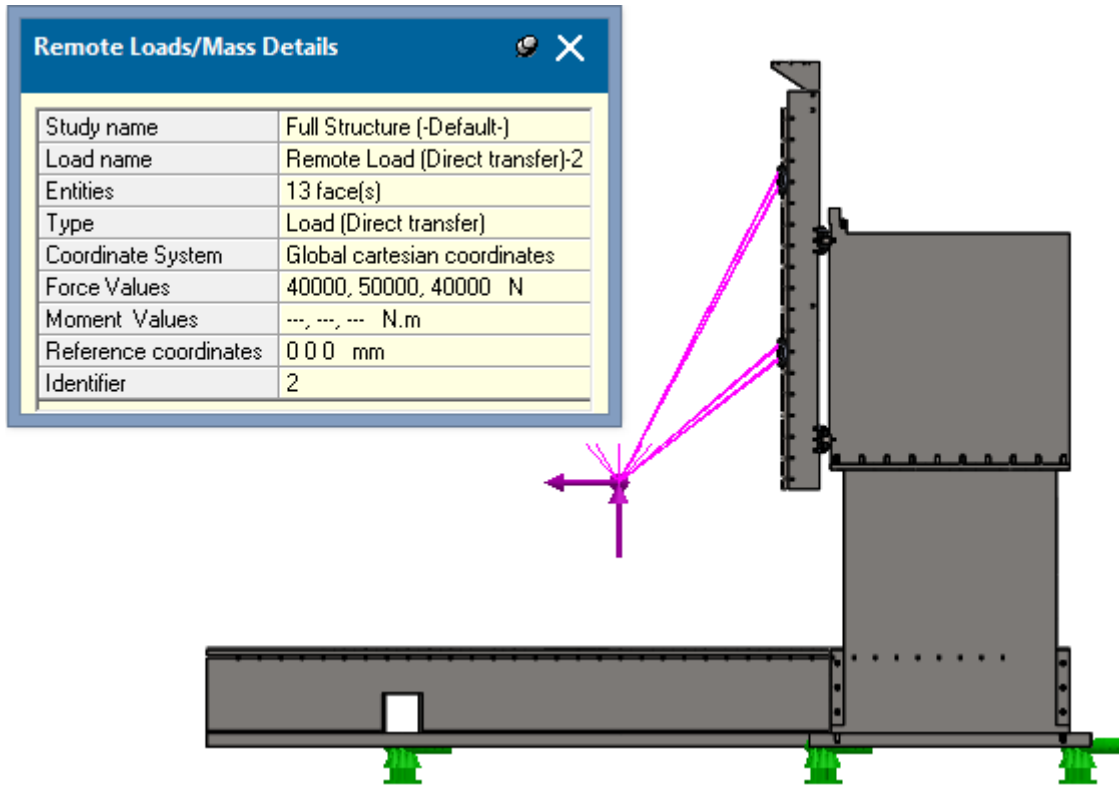 Remote Loads/Mass Details
Study name Full Structure (-Default-)
Load name Remote Load (Direct transfer)-2
Entities 13 face(s)
Type Load (Direct transfer)
Coordinate System Global cartesian coordinates
Force Values 40000, 50000, 40000 N
Moment Values ---, ---, --- N.m
Reference coordinates 0 0 0 mm
Identifier 2